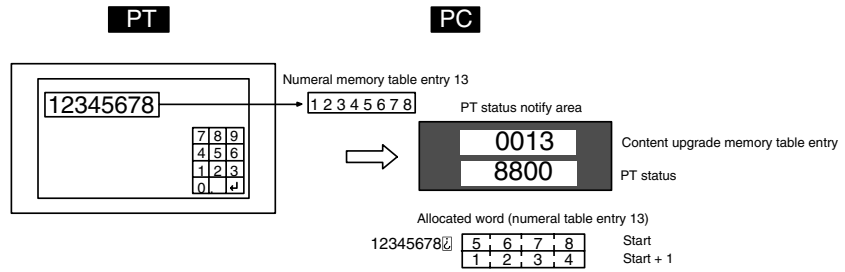 PT
PC
Numeral memory table entry 13
12345678
1 2 3 4 5 6 7 8
PT status notify area
7 8 9
4 5 6
1 2 3
0 . ↵
0013
Content upgrade memory table entry
8800
PT status
Allocated word (numeral table entry 13)
12345678⍰ 5 6 7 8 Start
1 2 3 4 Start + 1